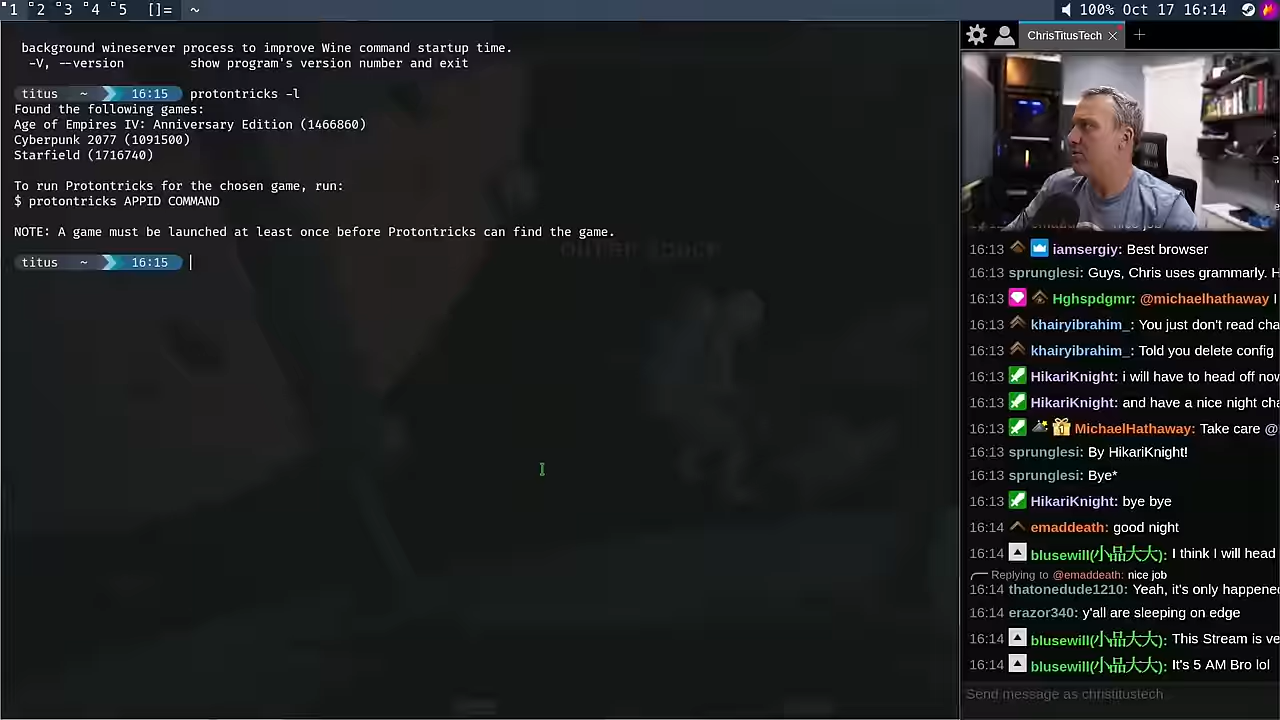 1 2 3 4 5 []= ~ 100% Oct 17 16:14
background wineserver process to improve Wine command startup time.
-V, --version show program's version number and exit
titus ~ 16:15 protontricks -l
Found the following games:
Age of Empires IV: Anniversary Edition (1466860)
Cyberpunk 2077 (1091500)
Starfield (1716740)
To run Protontricks for the chosen game, run:
$ protontricks APPID COMMAND
NOTE: A game must be launched at least once before Protontricks can find the game.
titus ~ 16:15
ChrisTitusTech
16:13 iamsergiy: Best browser
16:13 sprunglesi: Guys, Chris uses grammarly. H
16:13 Hghspdgmr: @michaelhathaway I
16:13 khairyibrahim_: You just don't read cha
16:13 khairyibrahim_: Told you delete config
16:13 HikariKnight: i will have to head off now
16:13 HikariKnight: and have a nice night cha
16:13 MichaelHathaway: Take care @
16:13 sprunglesi: By HikariKnight!
16:13 sprunglesi: Bye*
16:13 HikariKnight: bye bye
16:14 emaddeath: good night
16:14 blusewill(小品大大): I think I will head
Replying to @emaddeath: nice job
16:14 thatonedude1210: Yeah, it's only happene
16:14 erazor340: y'all are sleeping on edge
16:14 blusewill(小品大大): This Stream is ve
16:14 blusewill(小品大大): It's 5 AM Bro lol
Send message as christitustech